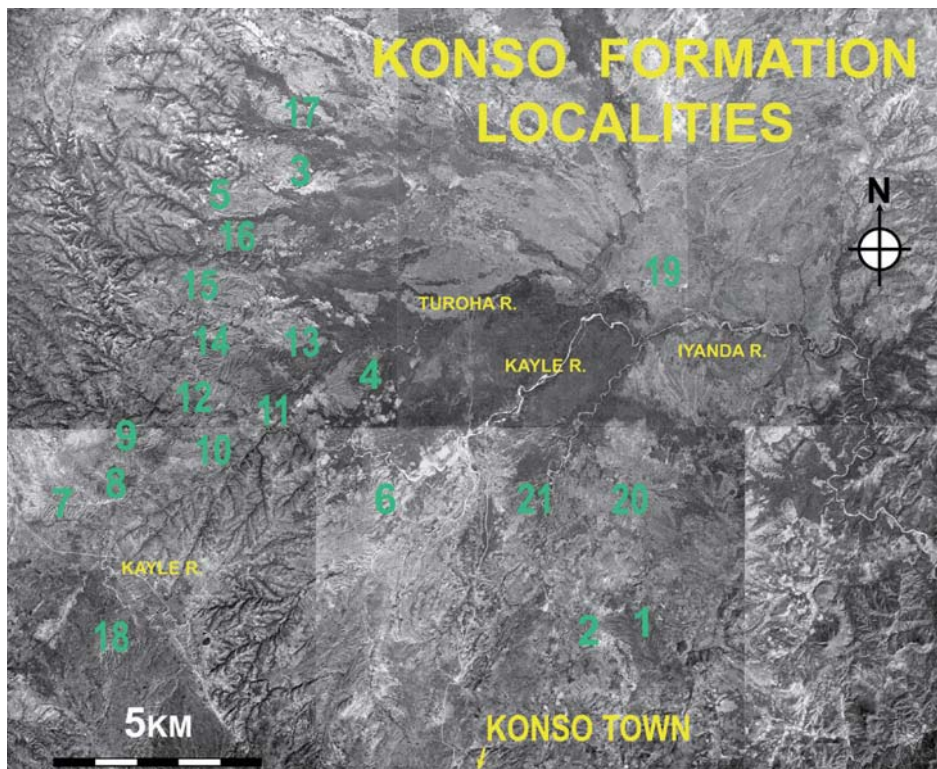 KONSO FORMATION
LOCALITIES
17
3
5
N
16
19
15
TUROHA R.
14
13
KAYLE R.
IYANDA R.
4
12
11
9
10
8
7
6
21
20
KAYLE R.
18
2
1
5KM
KONSO TOWN